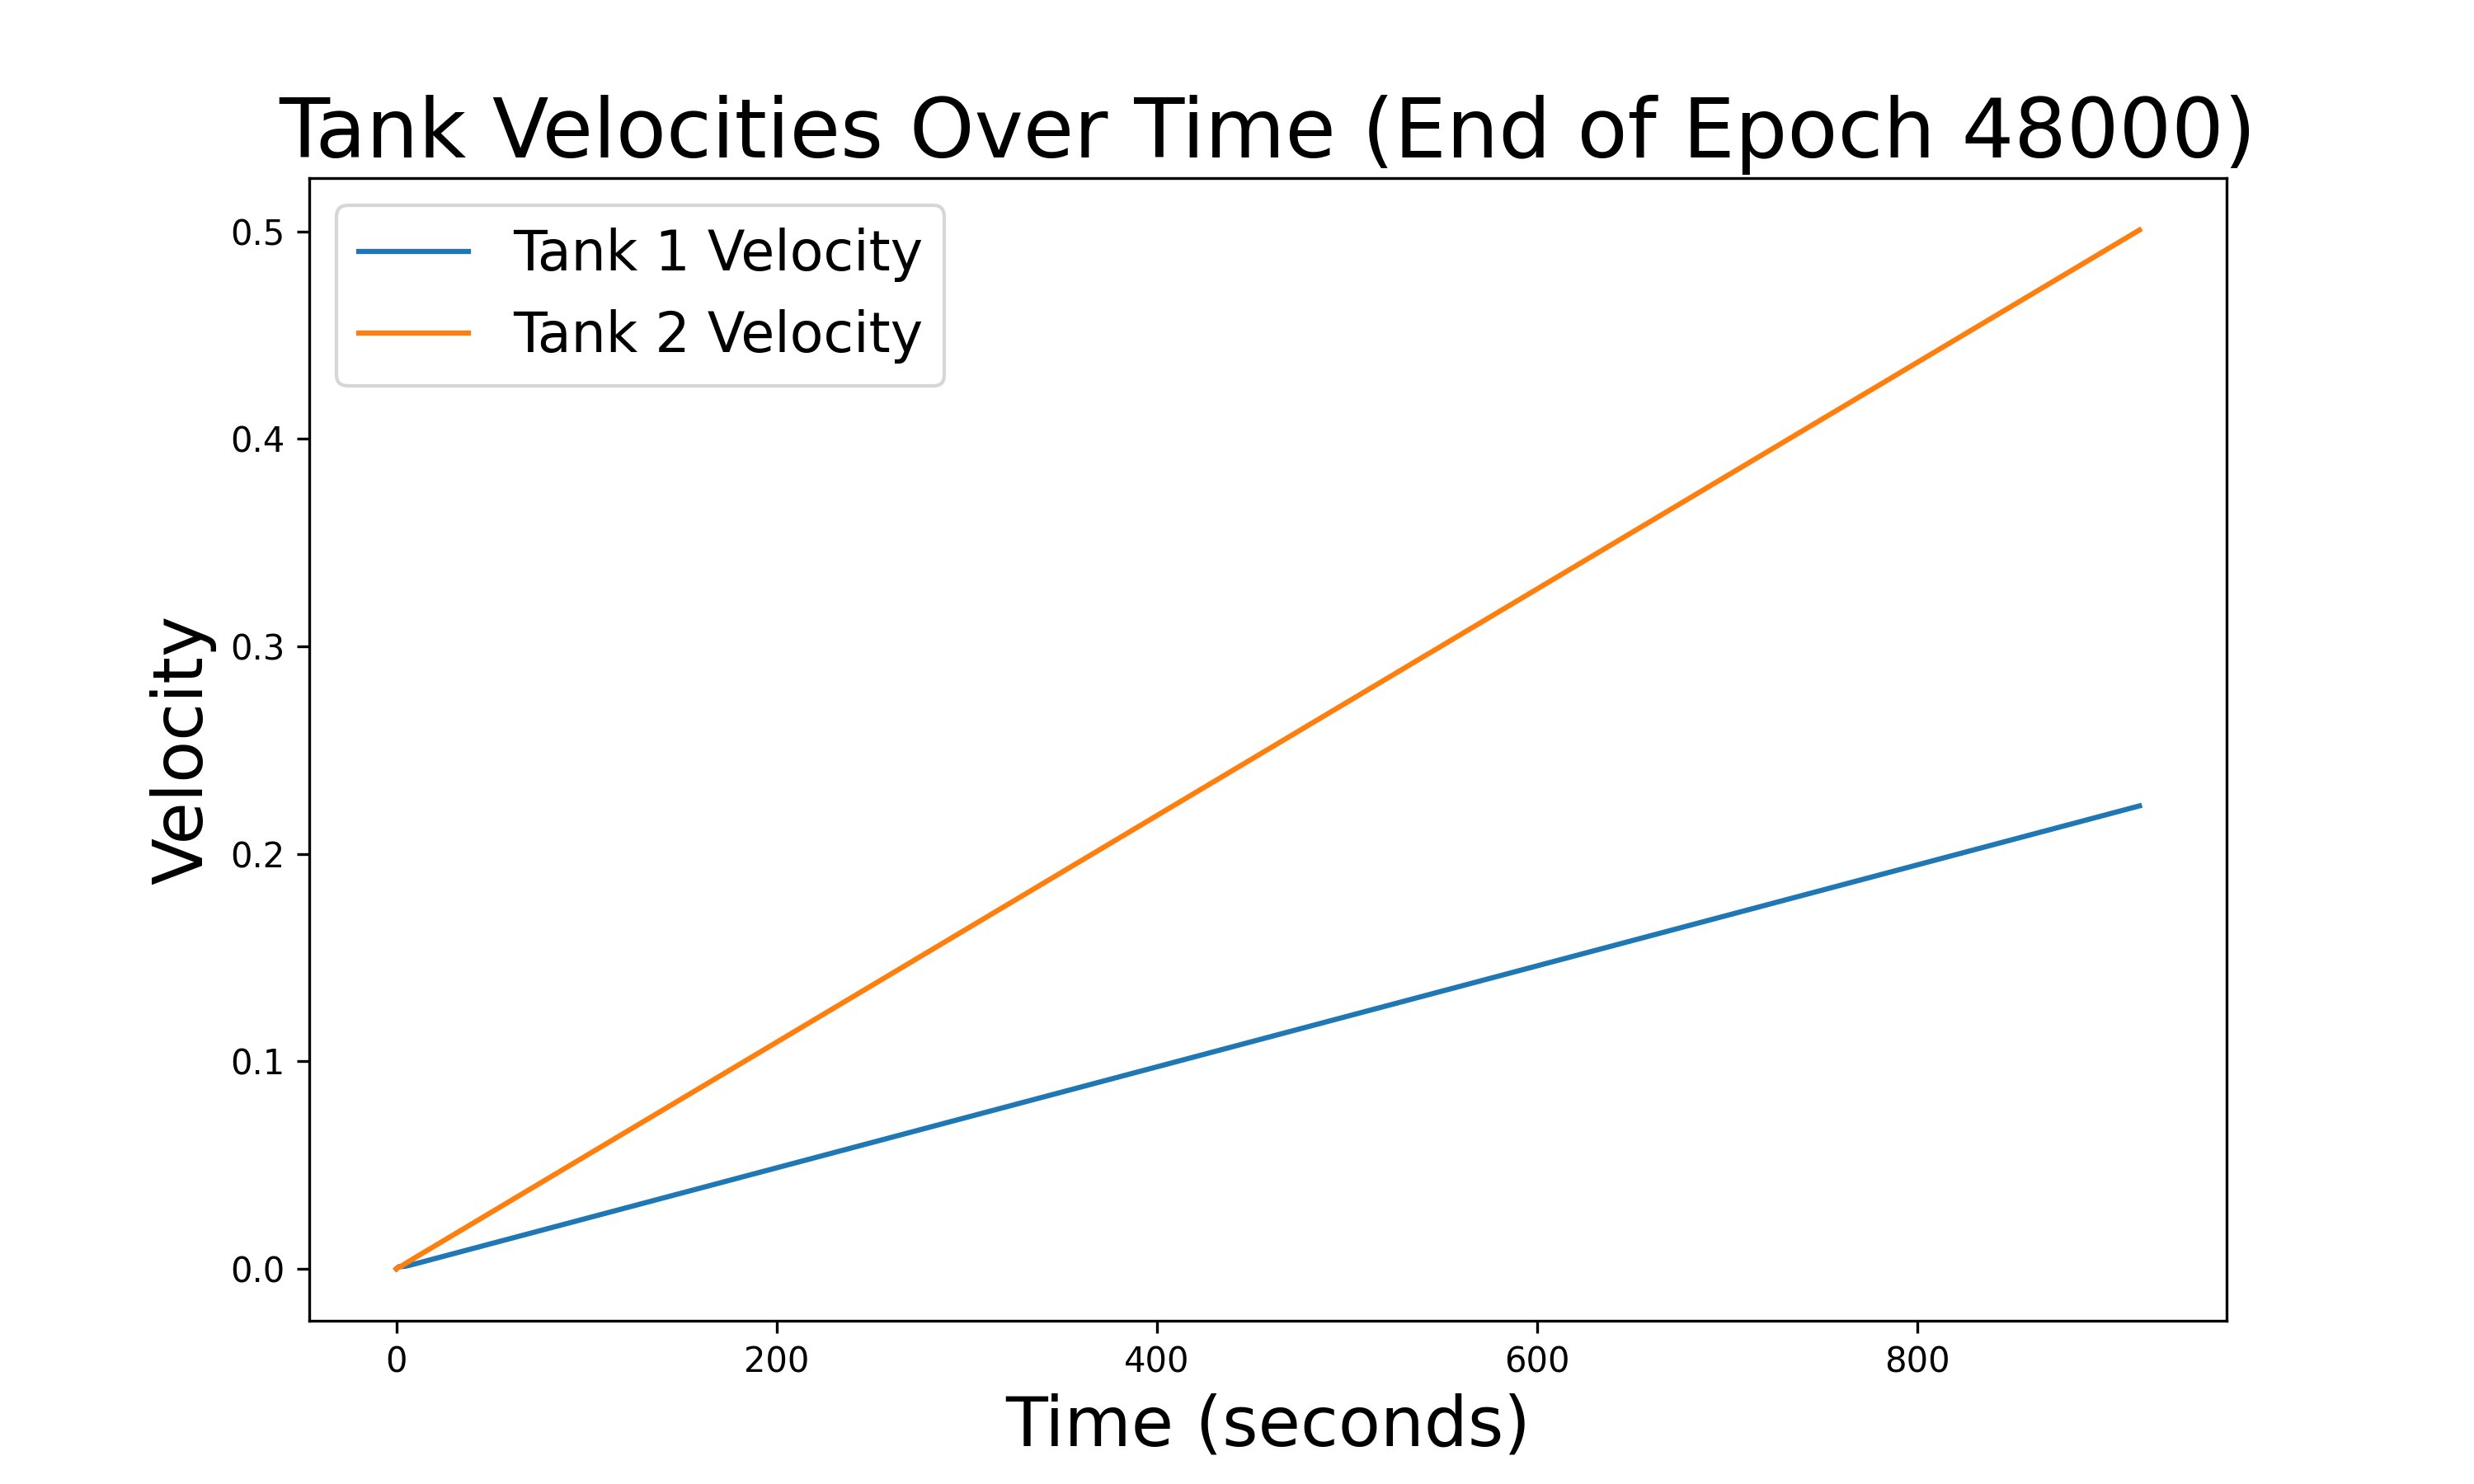 Tank Velocities Over Time (End of Epoch 48000)
Tank 1 Velocity
Tank 2 Velocity
Velocity
0.5
0.4
0.3
0.2
0.1
0.0
0 200 400 600 800
Time (seconds)